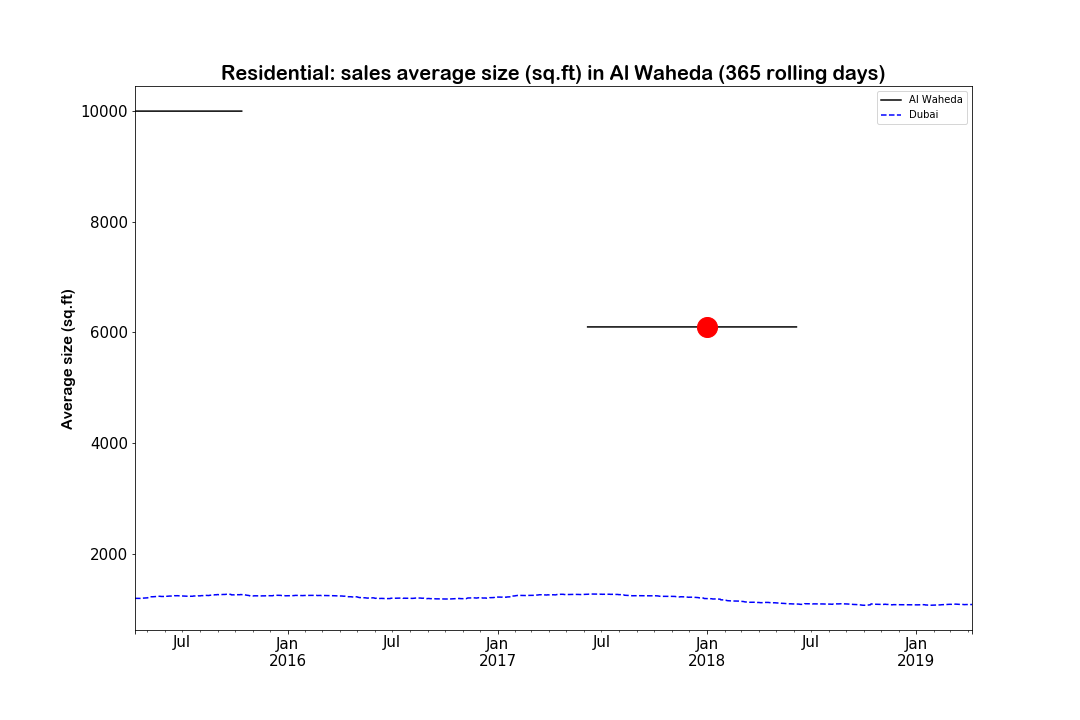 Residential: sales average size (sq.ft) in Al Waheda (365 rolling days)
Al Waheda
Dubai
Average size (sq.ft)
10000
8000
6000
4000
2000
Jul
Jan
2016
Jul
Jan
2017
Jul
Jan
2018
Jul
Jan
2019